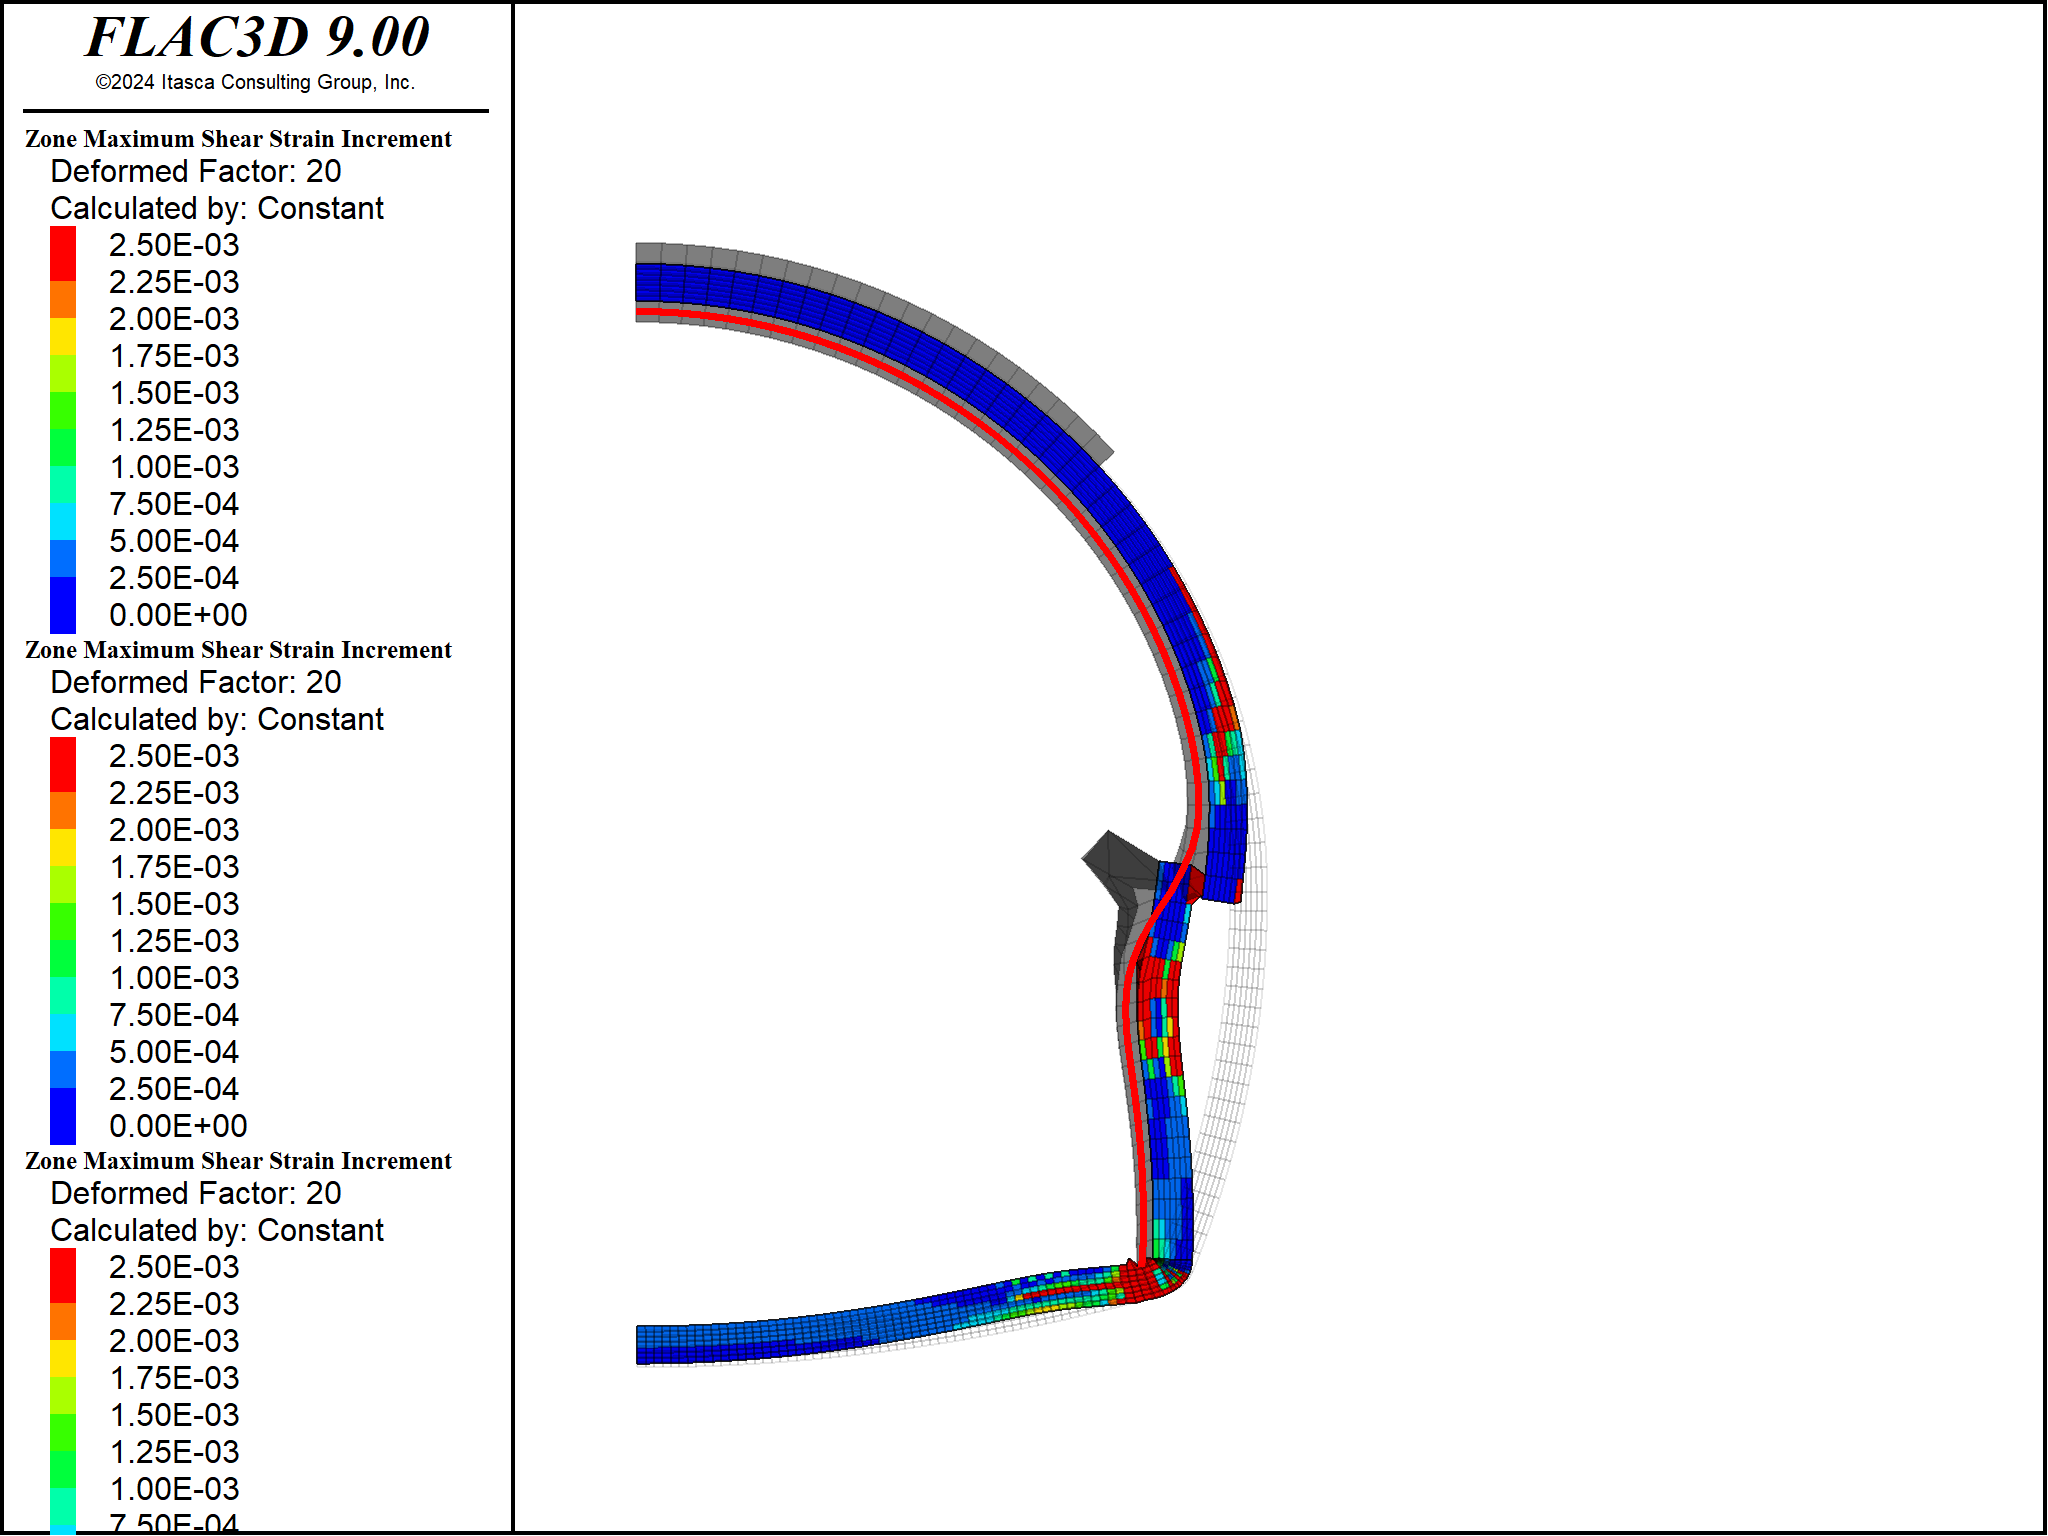 FLAC3D 9.00
©2024 Itasca Consulting Group, Inc.
Zone Maximum Shear Strain Increment
Deformed Factor: 20
Calculated by: Constant
2.50E-03
2.25E-03
2.00E-03
1.75E-03
1.50E-03
1.25E-03
1.00E-03
7.50E-04
5.00E-04
2.50E-04
0.00E+00
Zone Maximum Shear Strain Increment
Deformed Factor: 20
Calculated by: Constant
2.50E-03
2.25E-03
2.00E-03
1.75E-03
1.50E-03
1.25E-03
1.00E-03
7.50E-04
5.00E-04
2.50E-04
0.00E+00
Zone Maximum Shear Strain Increment
Deformed Factor: 20
Calculated by: Constant
2.50E-03
2.25E-03
2.00E-03
1.75E-03
1.50E-03
1.25E-03
1.00E-03
7.50E-04